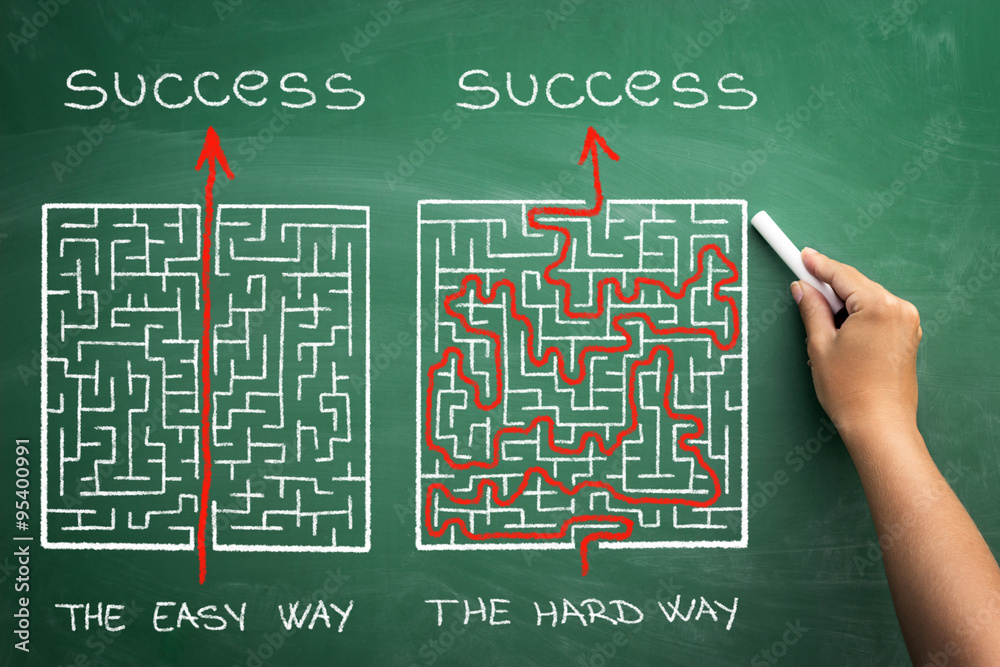 SUCCESS
SUCCESS
THE EASY WAY
THE HARD WAY
Adobe Stock | #95400991